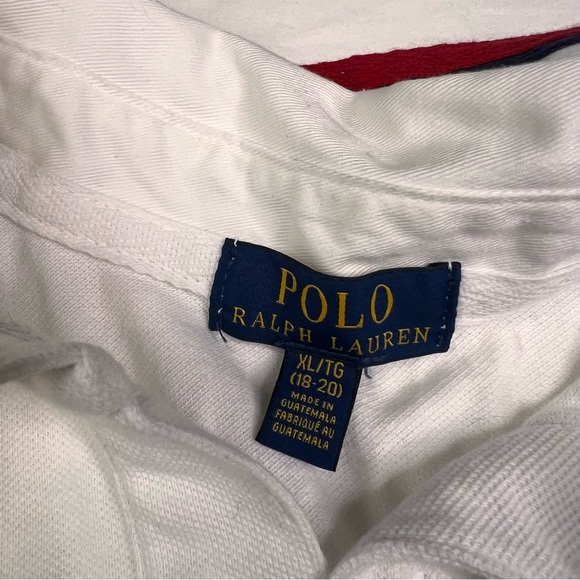 POLO
RALPH LAUREN
XL/TG
(18-20)
MADE IN
GUATEMALA
FABRIQUÉ AU
GUATEMALA